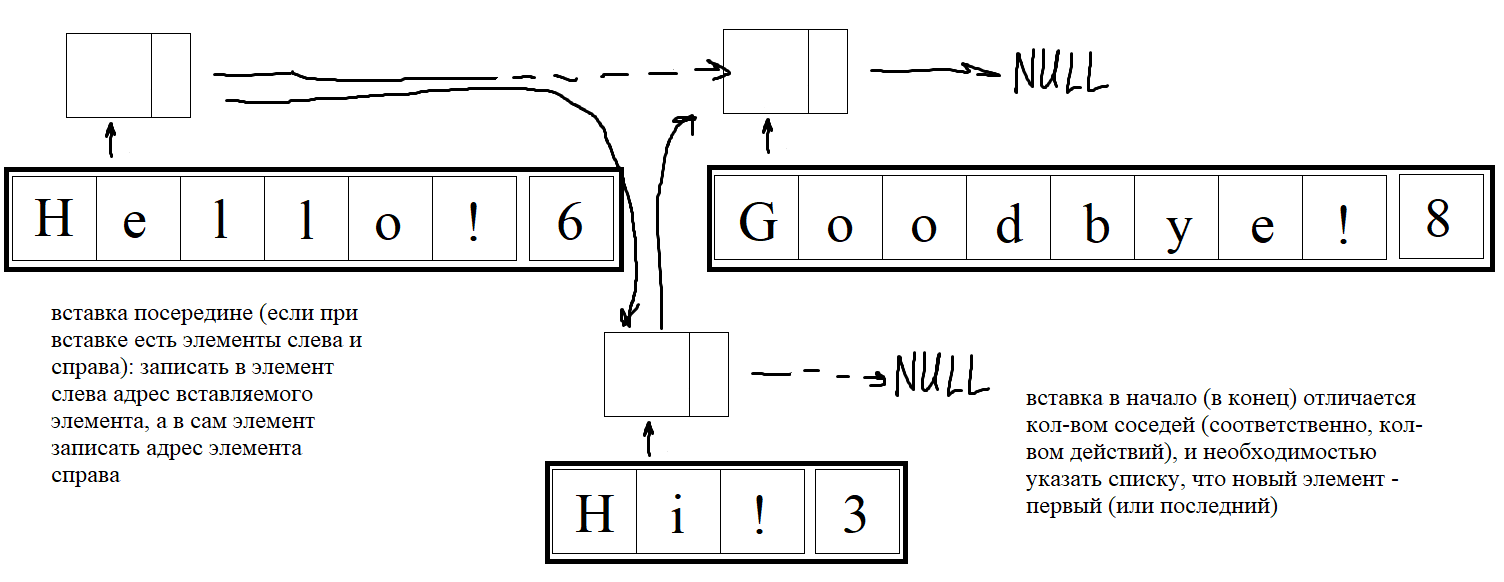 NULL
H e l l o ! 6
G o o d b y e ! 8
вставка посередине (если при
вставке есть элементы слева и
справа): записать в элемент
слева адрес вставляемого
элемента, а в сам элемент
записать адрес элемента
справа
NULL
вставка в начало (в конец) отличается
кол-вом соседей (соответственно, кол-
вом действий), и необходимостью
указать списку, что новый элемент -
первый (или последний)
H i ! 3